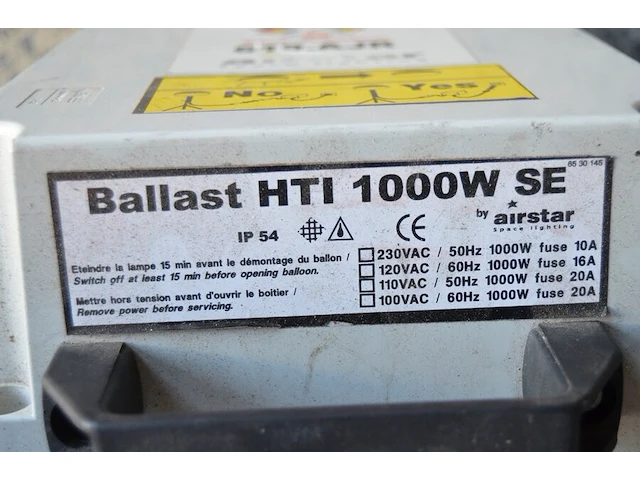 No
Yes
65 30 145
Ballast HTI 1000W SE
by airstar
Space lighting
IP 54 CE
Eteindre la lampe 15 min avant le démontage du ballon /
Switch off at least 15 min before opening balloon.
Mettre hors tension avant d'ouvrir le boitier /
Remove power before servicing.
230VAC / 50Hz 1000W fuse 10A
120VAC / 60Hz 1000W fuse 16A
110VAC / 50Hz 1000W fuse 20A
100VAC / 60Hz 1000W fuse 20A